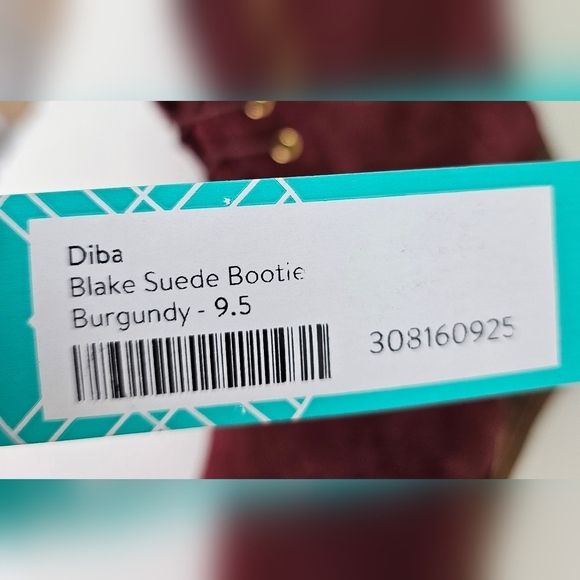 Diba
Blake Suede Bootie
Burgundy - 9.5
308160925